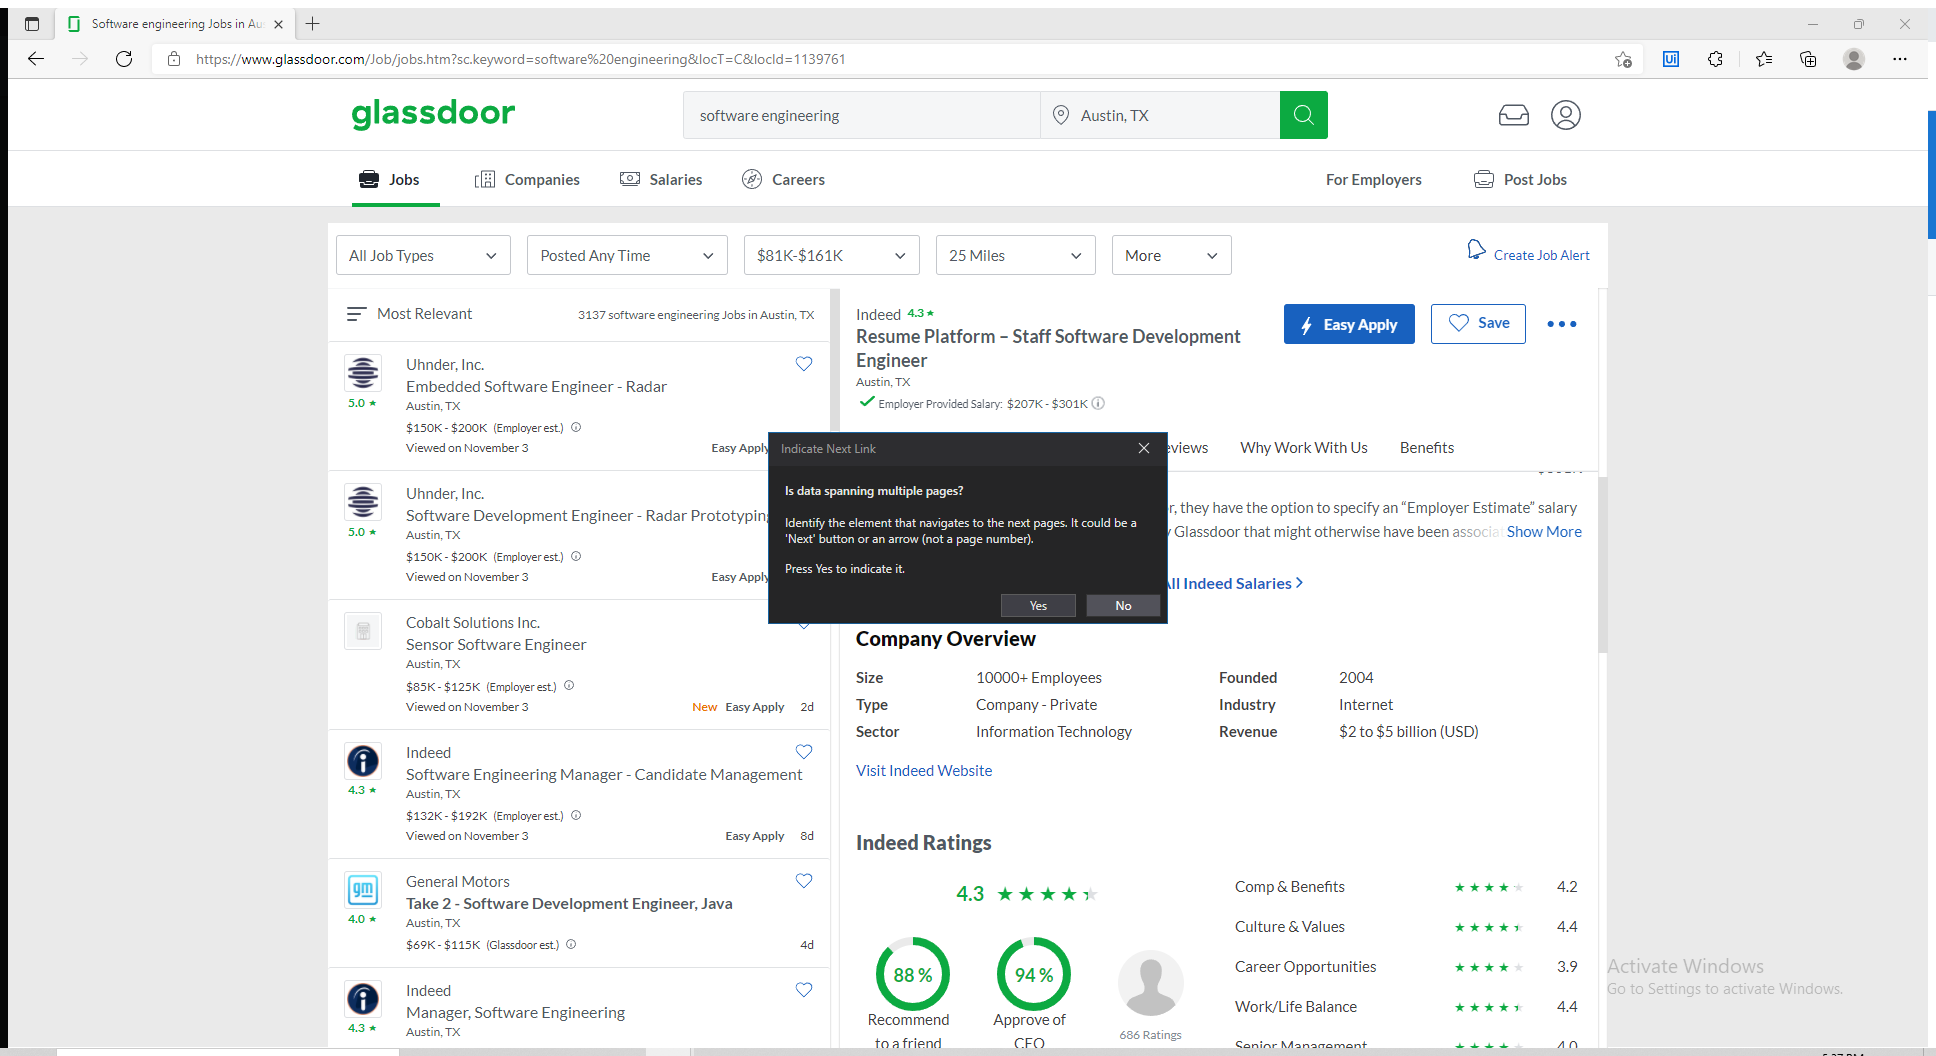 Software engineering Jobs in Au
https://www.glassdoor.com/Job/jobs.htm?sc.keyword=software%20engineering&locT=C&locId=1139761
Ui
glassdoor
software engineering
Austin, TX
Jobs
Companies
Salaries
Careers
For Employers
Post Jobs
All Job Types
Posted Any Time
$81K-$161K
25 Miles
More
Create Job Alert
Most Relevant
3137 software engineering Jobs in Austin, TX
Uhnder, Inc.
Embedded Software Engineer - Radar
5.0 ★
Austin, TX
$150K - $200K (Employer est.)
Viewed on November 3
Easy Apply
Uhnder, Inc.
Software Development Engineer - Radar Prototyping
5.0 ★
Austin, TX
$150K - $200K (Employer est.)
Viewed on November 3
Easy Apply
Cobalt Solutions Inc.
Sensor Software Engineer
Austin, TX
$85K - $125K (Employer est.)
Viewed on November 3
New Easy Apply 2d
Indeed
Software Engineering Manager - Candidate Management
4.3 ★
Austin, TX
$132K - $192K (Employer est.)
Viewed on November 3
Easy Apply 8d
gm
General Motors
Take 2 - Software Development Engineer, Java
4.0 ★
Austin, TX
$69K - $115K (Glassdoor est.)
4d
Indeed
Manager, Software Engineering
4.3 ★
Austin, TX
Indeed 4.3 ★
Resume Platform – Staff Software Development
Engineer
Austin, TX
Employer Provided Salary: $207K - $301K
Easy Apply
Save
eviews
Why Work With Us
Benefits
r, they have the option to specify an “Employer Estimate” salary
Glassdoor that might otherwise have been associat Show More
All Indeed Salaries
Indicate Next Link
Is data spanning multiple pages?
Identify the element that navigates to the next pages. It could be a
'Next' button or an arrow (not a page number).
Press Yes to indicate it.
Yes
No
Company Overview
Size 10000+ Employees Founded 2004
Type Company - Private Industry Internet
Sector Information Technology Revenue $2 to $5 billion (USD)
Visit Indeed Website
Indeed Ratings
4.3
88 %
Recommend
to a friend
94 %
Approve of
CEO
686 Ratings
Comp & Benefits 4.2
Culture & Values 4.4
Career Opportunities 3.9
Work/Life Balance 4.4
Senior Management 4.0
Activate Windows
Go to Settings to activate Windows.